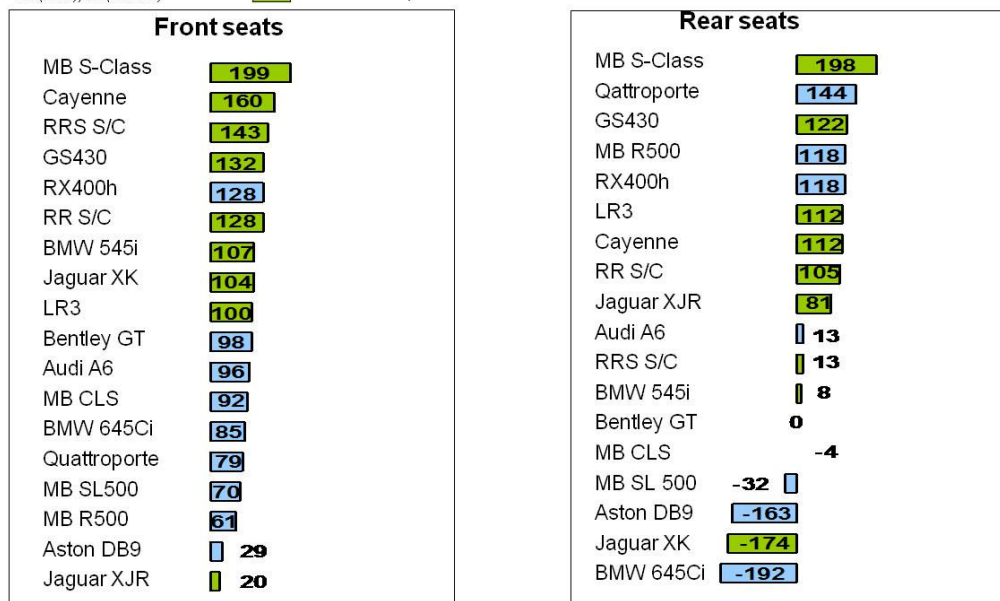 Front seats
MB S-Class 199
Cayenne 160
RRS S/C 143
GS430 132
RX400h 128
RR S/C 128
BMW 545i 107
Jaguar XK 104
LR3 100
Bentley GT 98
Audi A6 96
MB CLS 92
BMW 645Ci 85
Quattroporte 79
MB SL500 70
MB R500 61
Aston DB9 29
Jaguar XJR 20
Rear seats
MB S-Class 198
Qattroporte 144
GS430 122
MB R500 118
RX400h 118
LR3 112
Cayenne 112
RR S/C 105
Jaguar XJR 81
Audi A6 13
RRS S/C 13
BMW 545i 8
Bentley GT 0
MB CLS -4
MB SL 500 -32
Aston DB9 -163
Jaguar XK -174
BMW 645Ci -192